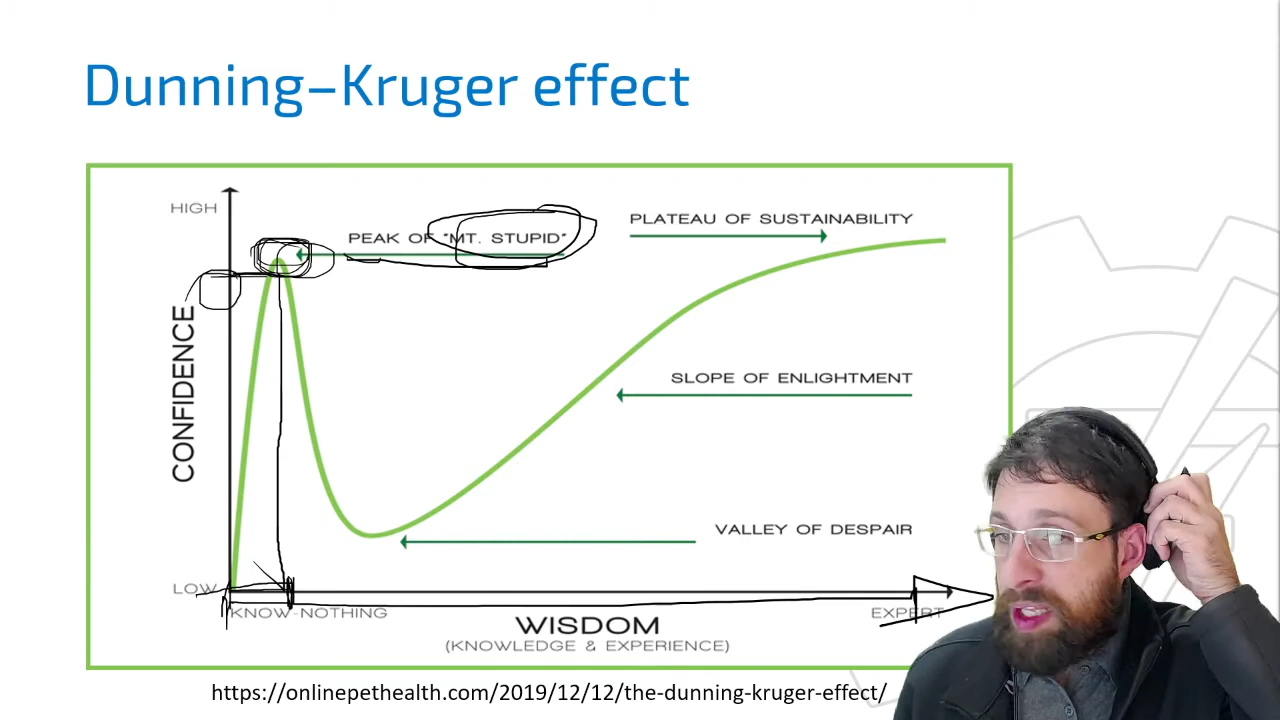 Dunning–Kruger effect
HIGH
PLATEAU OF SUSTAINABILITY
PEAK OF "MT. STUPID"
CONFIDENCE
SLOPE OF ENLIGHTMENT
VALLEY OF DESPAIR
LOW
KNOW-NOTHING
EXPERT
WISDOM
(KNOWLEDGE & EXPERIENCE)
https://onlinepethealth.com/2019/12/12/the-dunning-kruger-effect/